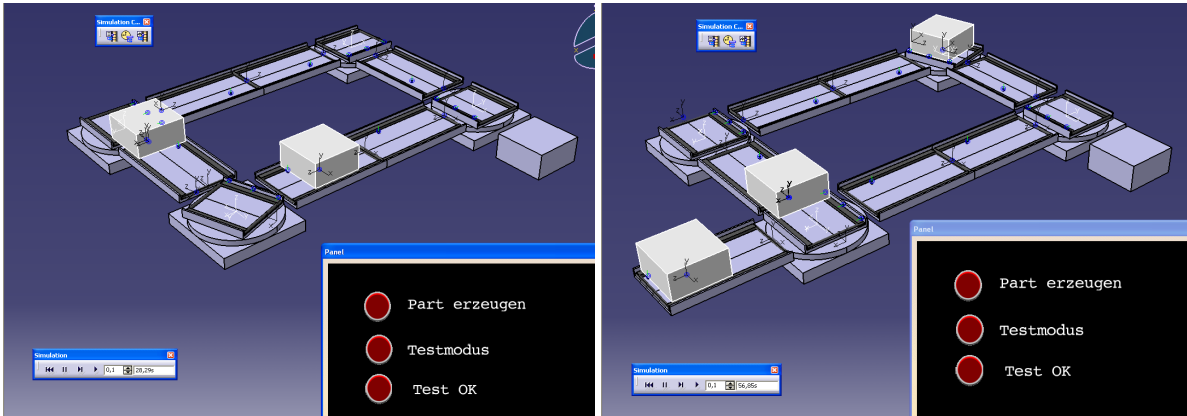 Simulation C...
Panel
Part erzeugen
Testmodus
Test OK
Simulation
0,1
28,29s
Simulation C...
Panel
Part erzeugen
Testmodus
Test OK
Simulation
0,1
56,85s